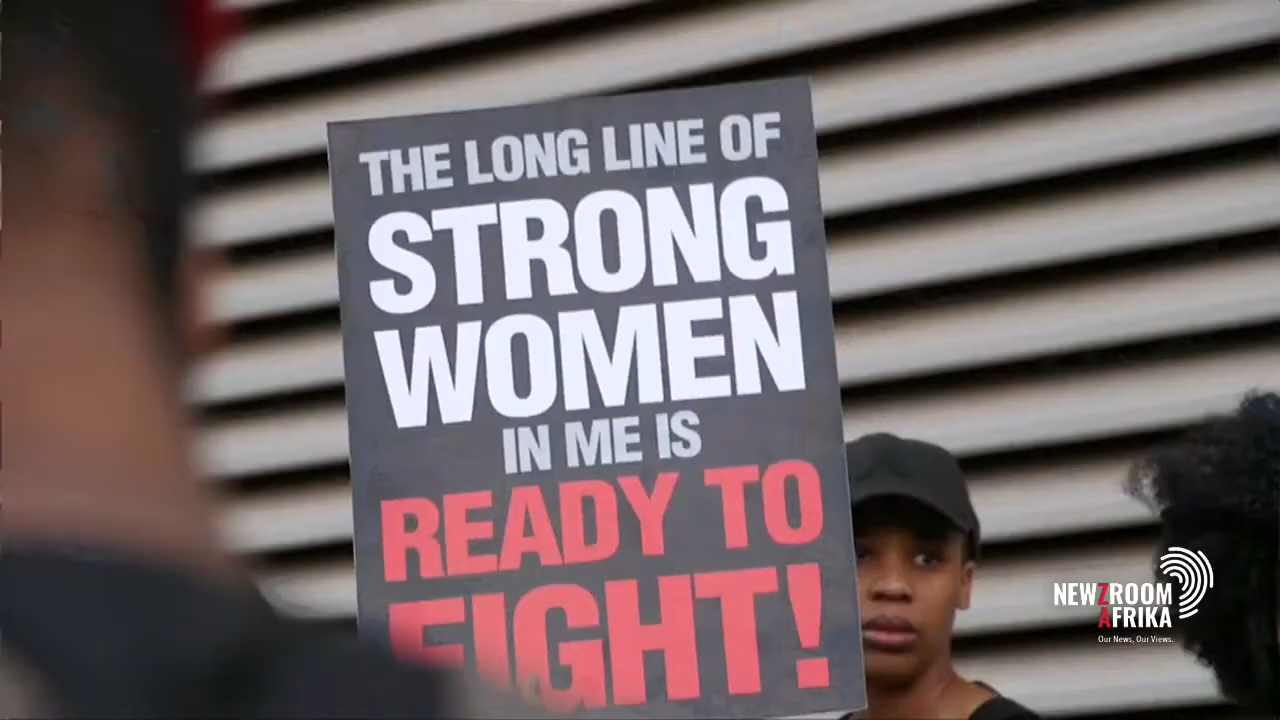 THE LONG LINE OF
STRONG
WOMEN
IN ME IS
READY TO
FIGHT!
NEWZROOM
AFRIKA
Our News, Our Views.